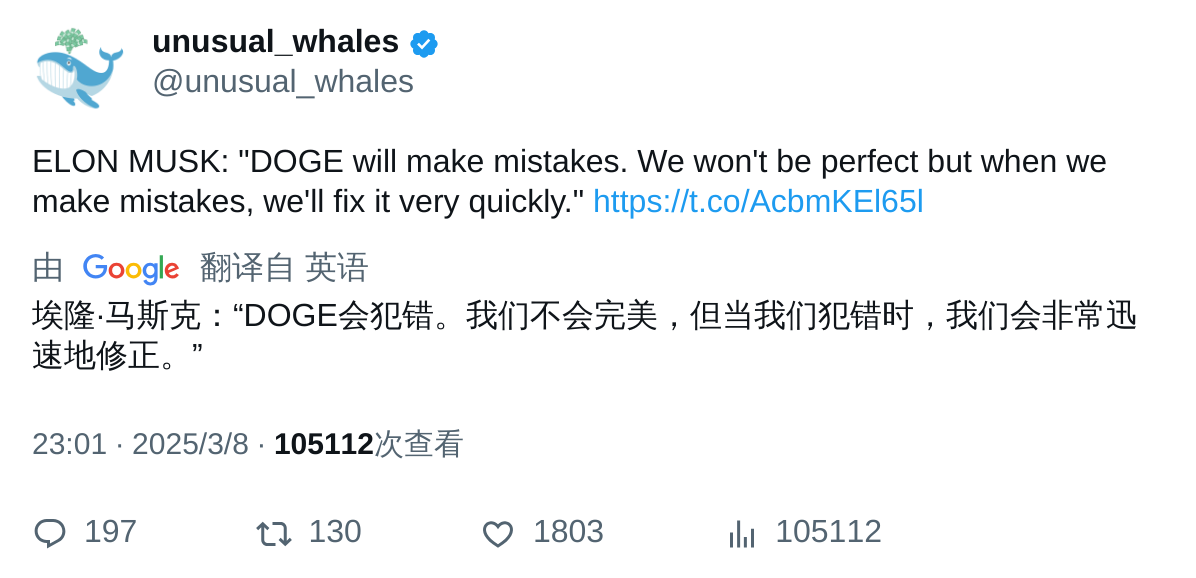 unusual_whales
@unusual_whales
ELON MUSK: "DOGE will make mistakes. We won't be perfect but when we
make mistakes, we'll fix it very quickly." https://t.co/AcbmKEl65l
由 Google 翻译自 英语
埃隆·马斯克：“DOGE会犯错。我们不会完美，但当我们犯错时，我们会非常迅
速地修正。”
23:01 · 2025/3/8 · 105112次查看
197 130 1803 105112